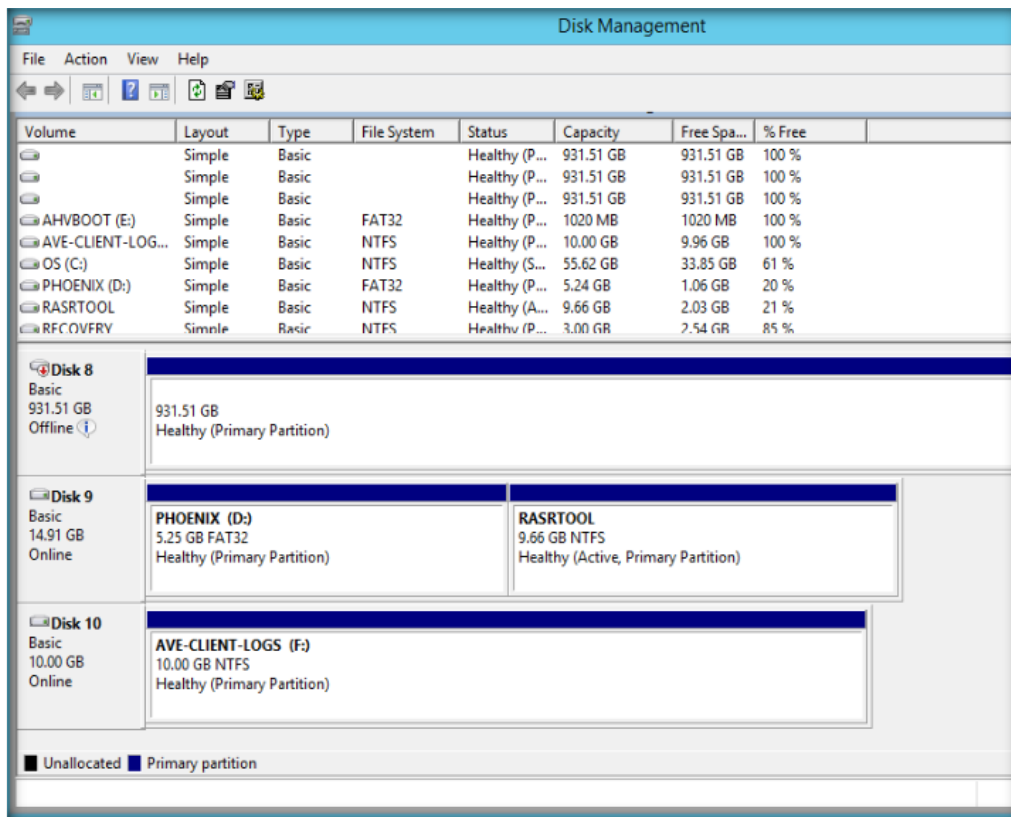 Disk Management
File Action View Help
Volume Layout Type File System Status Capacity Free Spa... % Free
Simple Basic Healthy (P... 931.51 GB 931.51 GB 100 %
Simple Basic Healthy (P... 931.51 GB 931.51 GB 100 %
Simple Basic Healthy (P... 931.51 GB 931.51 GB 100 %
AHVBOOT (E:) Simple Basic FAT32 Healthy (P... 1020 MB 1020 MB 100 %
AVE-CLIENT-LOG... Simple Basic NTFS Healthy (P... 10.00 GB 9.96 GB 100 %
OS (C:) Simple Basic NTFS Healthy (S... 55.62 GB 33.85 GB 61 %
PHOENIX (D:) Simple Basic FAT32 Healthy (P... 5.24 GB 1.06 GB 20 %
RASRTOOL Simple Basic NTFS Healthy (A... 9.66 GB 2.03 GB 21 %
RECOVERY Simple Basic NTFS Healthy (P... 3.00 GB 2.54 GB 85 %
Disk 8
Basic
931.51 GB
Offline
931.51 GB
Healthy (Primary Partition)
Disk 9
Basic
14.91 GB
Online
PHOENIX (D:)
5.25 GB FAT32
Healthy (Primary Partition)
RASRTOOL
9.66 GB NTFS
Healthy (Active, Primary Partition)
Disk 10
Basic
10.00 GB
Online
AVE-CLIENT-LOGS (F:)
10.00 GB NTFS
Healthy (Primary Partition)
Unallocated Primary partition